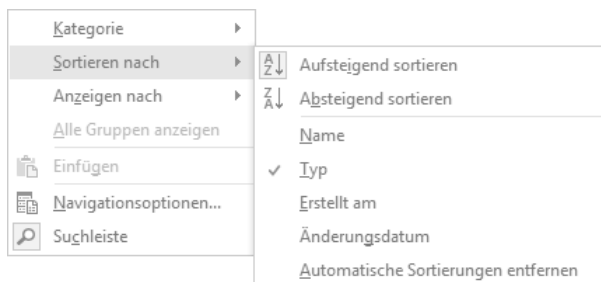 Kategorie
Sortieren nach
Anzeigen nach
Alle Gruppen anzeigen
Einfügen
Navigationsoptionen...
Suchleiste
Aufsteigend sortieren
Absteigend sortieren
Name
Typ
Erstellt am
Änderungsdatum
Automatische Sortierungen entfernen